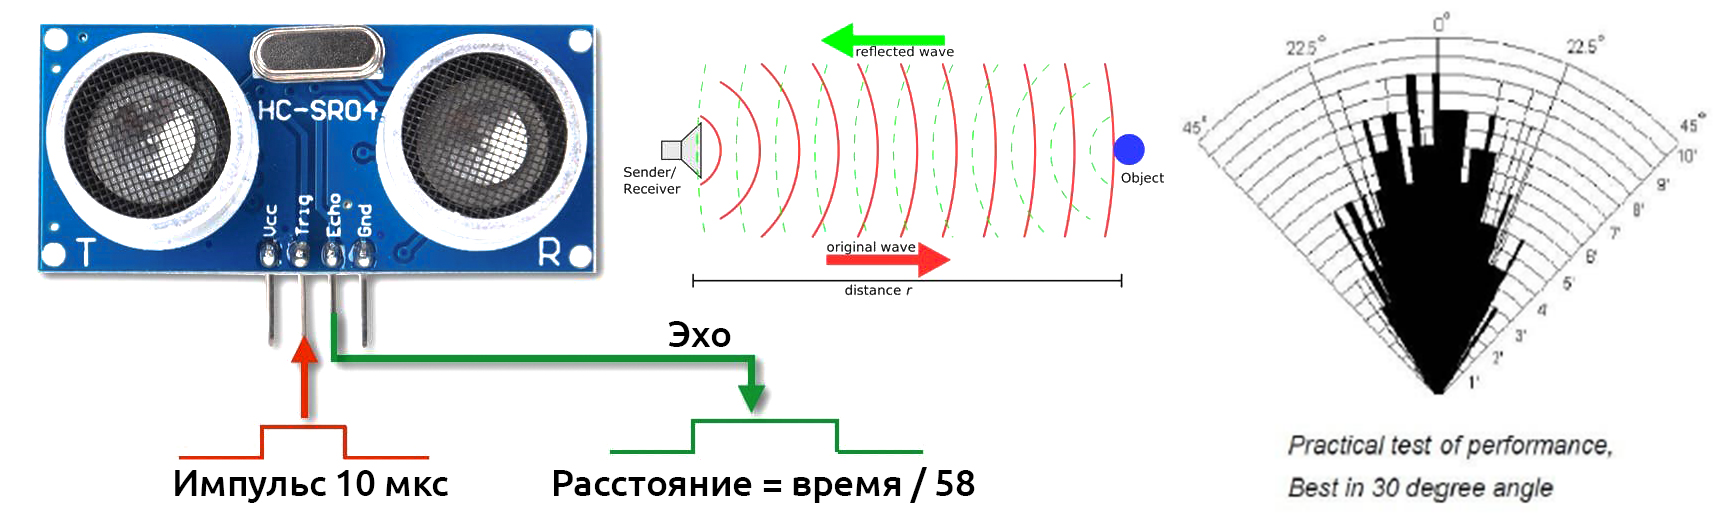 HC-SR04
Vcc
Trig
Echo
Gnd
T
R
Импульс 10 мкс
Эхо
Расстояние = время / 58
reflected wave
Sender/
Receiver
Object
original wave
distance r
0°
22.5°
22.5°
45°
45°
10'
9'
8'
7'
6'
5'
4'
3'
2'
1'
Practical test of performance,
Best in 30 degree angle